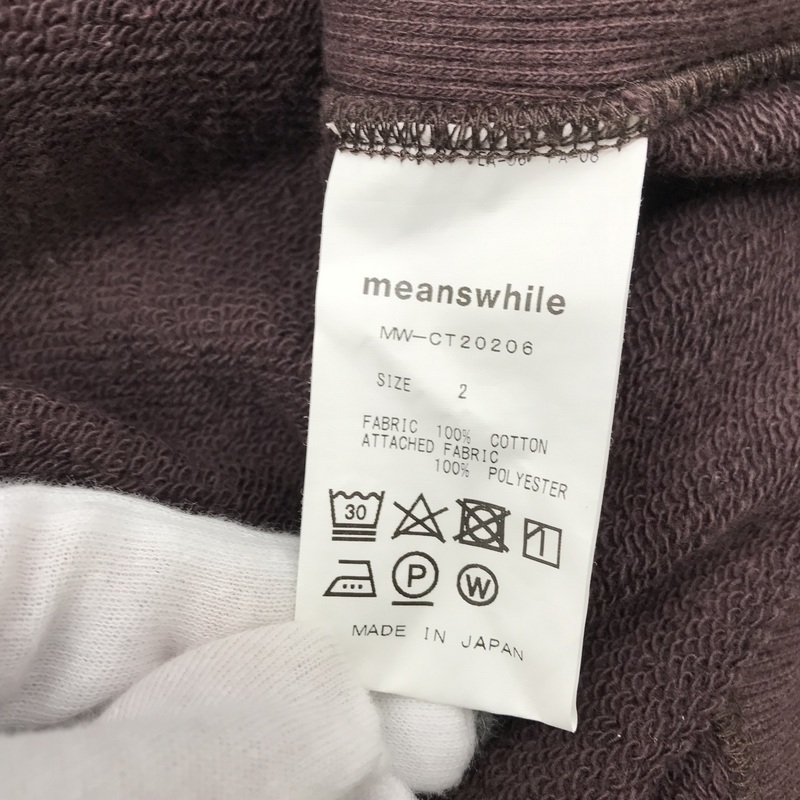 meanswhile
MW-CT20206
SIZE 2
FABRIC 100% COTTON
ATTACHED FABRIC
100% POLYESTER
30
P W
MADE IN JAPAN